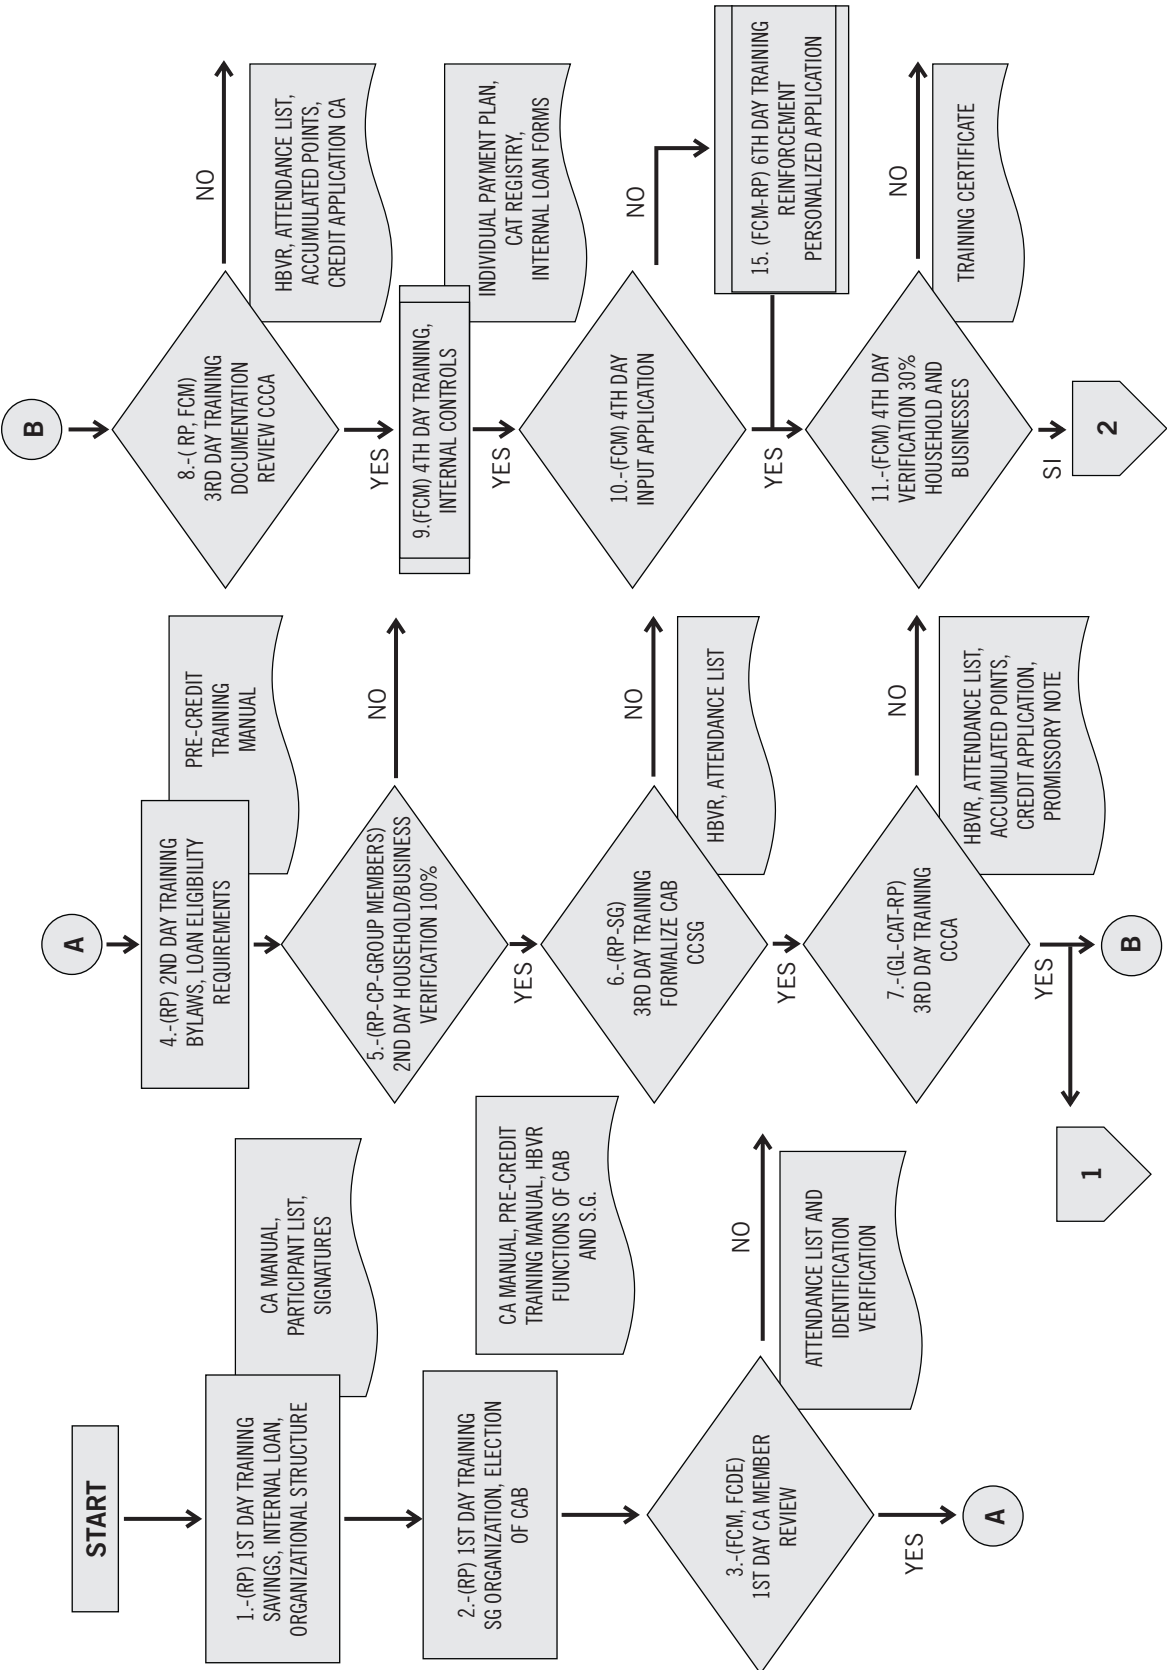 START
1.-(RP) 1ST DAY TRAINING
SAVINGS, INTERNAL LOAN,
ORGANIZATIONAL STRUCTURE
CA MANUAL,
PARTICIPANT LIST,
SIGNATURES
2.-(RP) 1ST DAY TRAINING
SG ORGANIZATION, ELECTION
OF CAB
CA MANUAL, PRE-CREDIT
TRAINING MANUAL, HBVR
FUNCTIONS OF CAB
AND S.G.
3.-(FCM, FCDE)
1ST DAY CA MEMBER
REVIEW
NO
ATTENDANCE LIST AND
IDENTIFICATION
VERIFICATION
YES
A
A
4.-(RP) 2ND DAY TRAINING
BYLAWS, LOAN ELIGIBILITY
REQUIREMENTS
PRE-CREDIT
TRAINING
MANUAL
5.-(RP-CP-GROUP MEMBERS)
2ND DAY HOUSEHOLD/BUSINESS
VERIFICATION 100%
NO
YES
6.-(RP-SG)
3RD DAY TRAINING
FORMALIZE CAB
CCSG
NO
HBVR, ATTENDANCE LIST
YES
7.-(GL-CAT-RP)
3RD DAY TRAINING
CCCA
NO
HBVR, ATTENDANCE LIST,
ACCUMULATED POINTS,
CREDIT APPLICATION,
PROMISSORY NOTE
YES
1
B
B
8.-( RP, FCM)
3RD DAY TRAINING
DOCUMENTATION
REVIEW CCCA
NO
HBVR, ATTENDANCE LIST,
ACCUMULATED POINTS,
CREDIT APPLICATION CA
YES
9.(FCM) 4TH DAY TRAINING,
INTERNAL CONTROLS
INDIVIDUAL PAYMENT PLAN,
CAT REGISTRY,
INTERNAL LOAN FORMS
YES
10.-(FCM) 4TH DAY
INPUT APPLICATION
NO
15. (FCM-RP) 6TH DAY TRAINING
REINFORCEMENT
PERSONALIZED APPLICATION
YES
11.-(FCM) 4TH DAY
VERIFICATION 30%
HOUSEHOLD AND
BUSINESSES
NO
TRAINING CERTIFICATE
SI
2